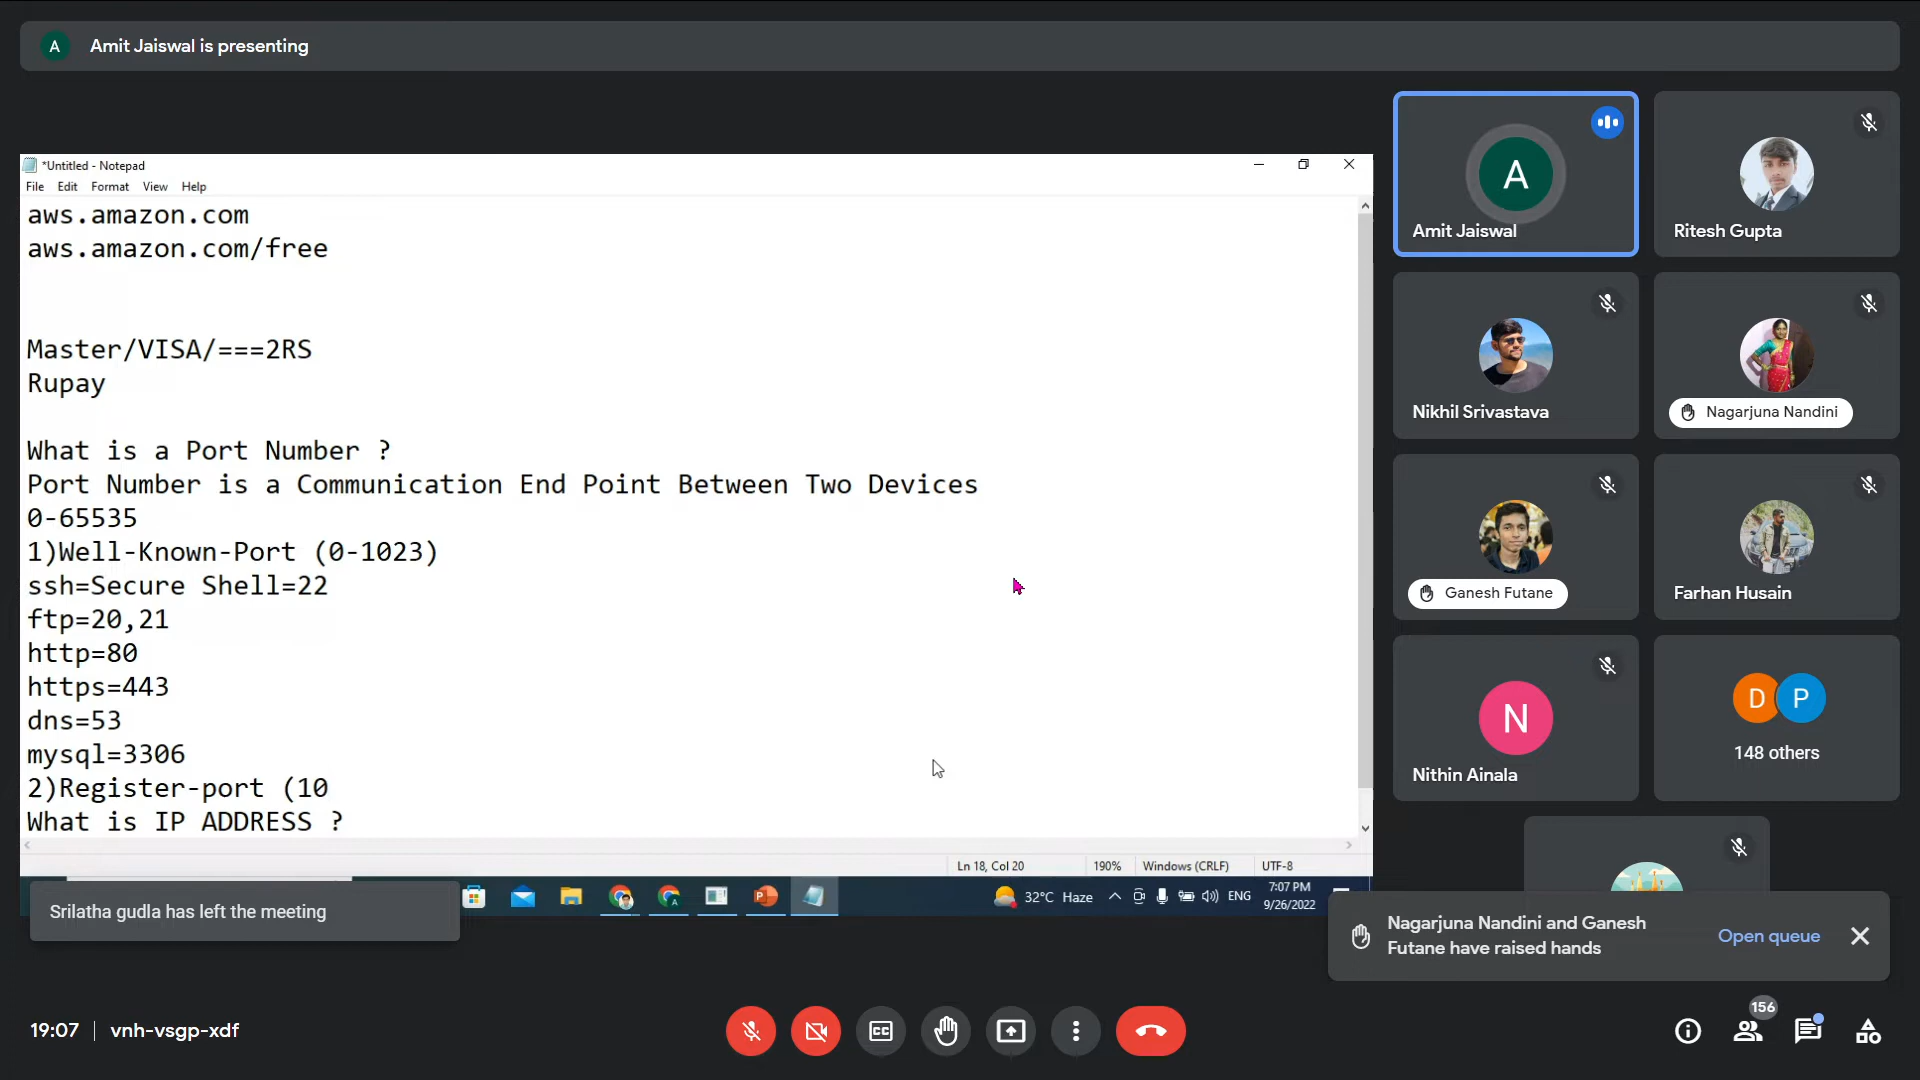 A
Amit Jaiswal is presenting
*Untitled - Notepad
File Edit Format View Help
aws.amazon.com
aws.amazon.com/free
Master/VISA/===2RS
Rupay
What is a Port Number ?
Port Number is a Communication End Point Between Two Devices
0-65535
1)Well-Known-Port (0-1023)
ssh=Secure Shell=22
ftp=20,21
http=80
https=443
dns=53
mysql=3306
2)Register-port (10
What is IP ADDRESS ?
Ln 18, Col 20
190%
Windows (CRLF)
UTF-8
32°C Haze
ENG
7:07 PM
9/26/2022
Srilatha gudla has left the meeting
A
Amit Jaiswal
Ritesh Gupta
Nikhil Srivastava
Nagarjuna Nandini
Ganesh Futane
Farhan Husain
N
Nithin Ainala
D P
148 others
Nagarjuna Nandini and Ganesh
Futane have raised hands
Open queue
19:07 | vnh-vsgp-xdf
CC
156